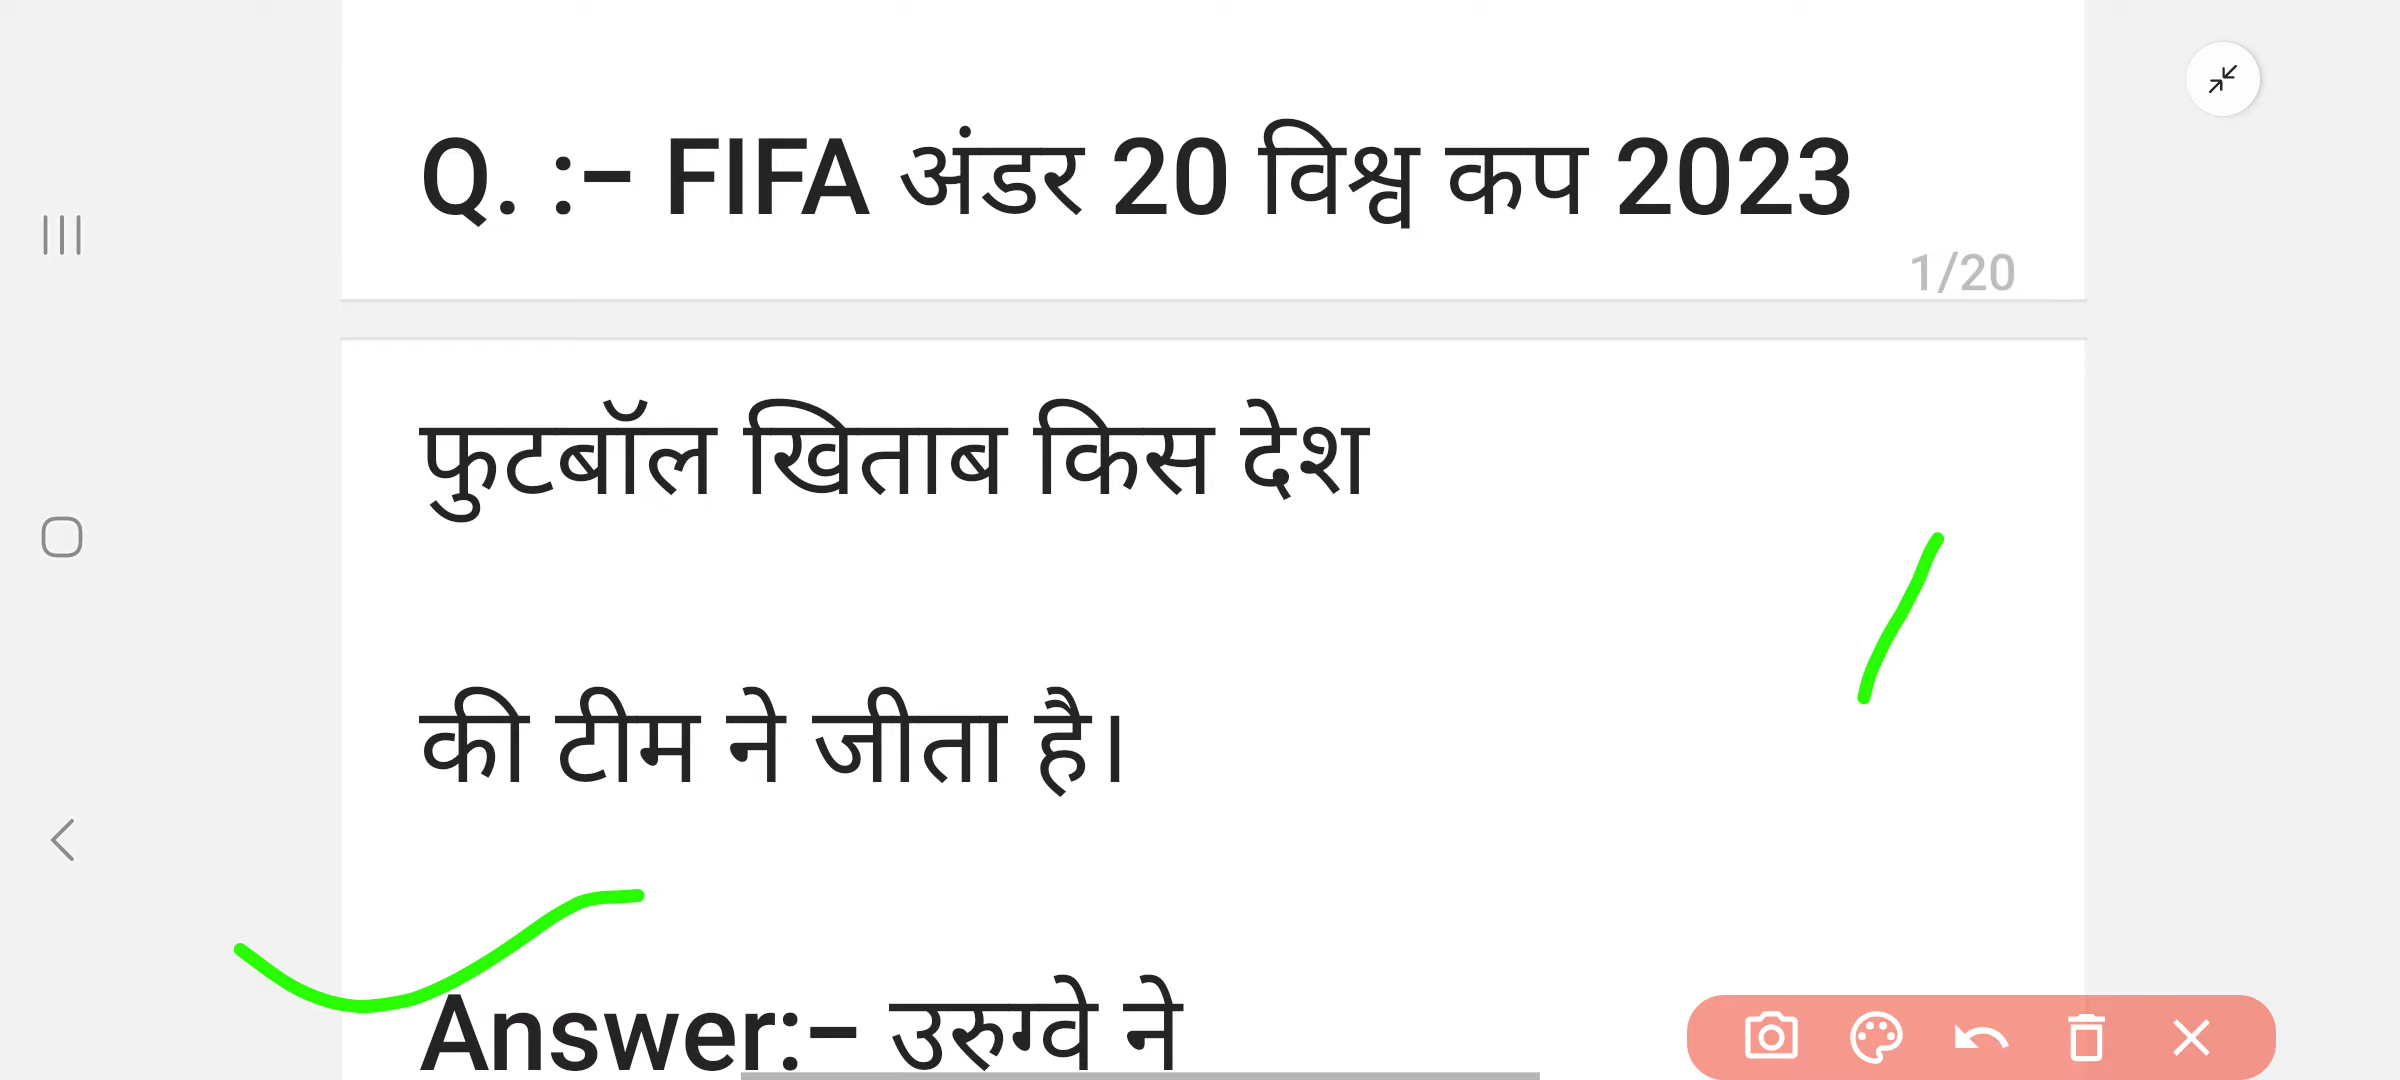 Q. :– FIFA अंडर 20 विश्व कप 2023
1/20
फुटबॉल खिताब किस देश
की टीम ने जीता है।
Answer:– उरुग्वे ने